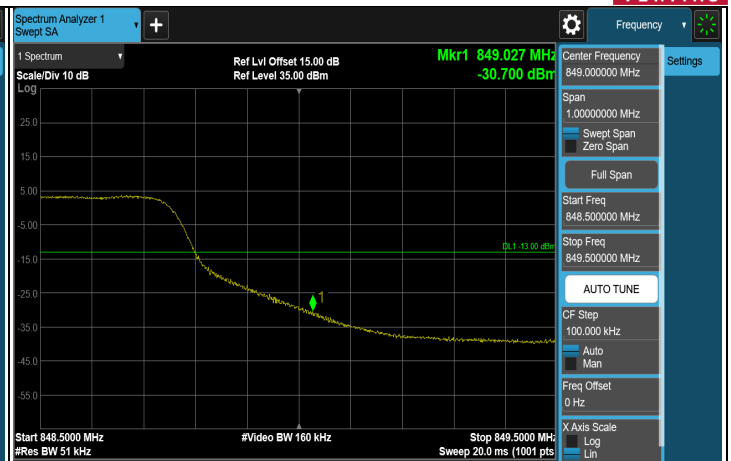 Spectrum Analyzer 1
Swept SA
Frequency
1 Spectrum
Scale/Div 10 dB
Log
Ref Lvl Offset 15.00 dB
Ref Level 35.00 dBm
Mkr1 849.027 MHz
-30.700 dBm
25.0
15.0
5.00
-5.00
-15.0
-25.0
-35.0
-45.0
-55.0
DL1 -13.00 dBm
1
Start 848.5000 MHz
#Res BW 51 kHz
#Video BW 160 kHz
Stop 849.5000 MHz
Sweep 20.0 ms (1001 pts
Center Frequency
849.000000 MHz
Settings
Span
1.00000000 MHz
Swept Span
Zero Span
Full Span
Start Freq
848.500000 MHz
Stop Freq
849.500000 MHz
AUTO TUNE
CF Step
100.000 kHz
Auto
Man
Freq Offset
0 Hz
X Axis Scale
Log
Lin